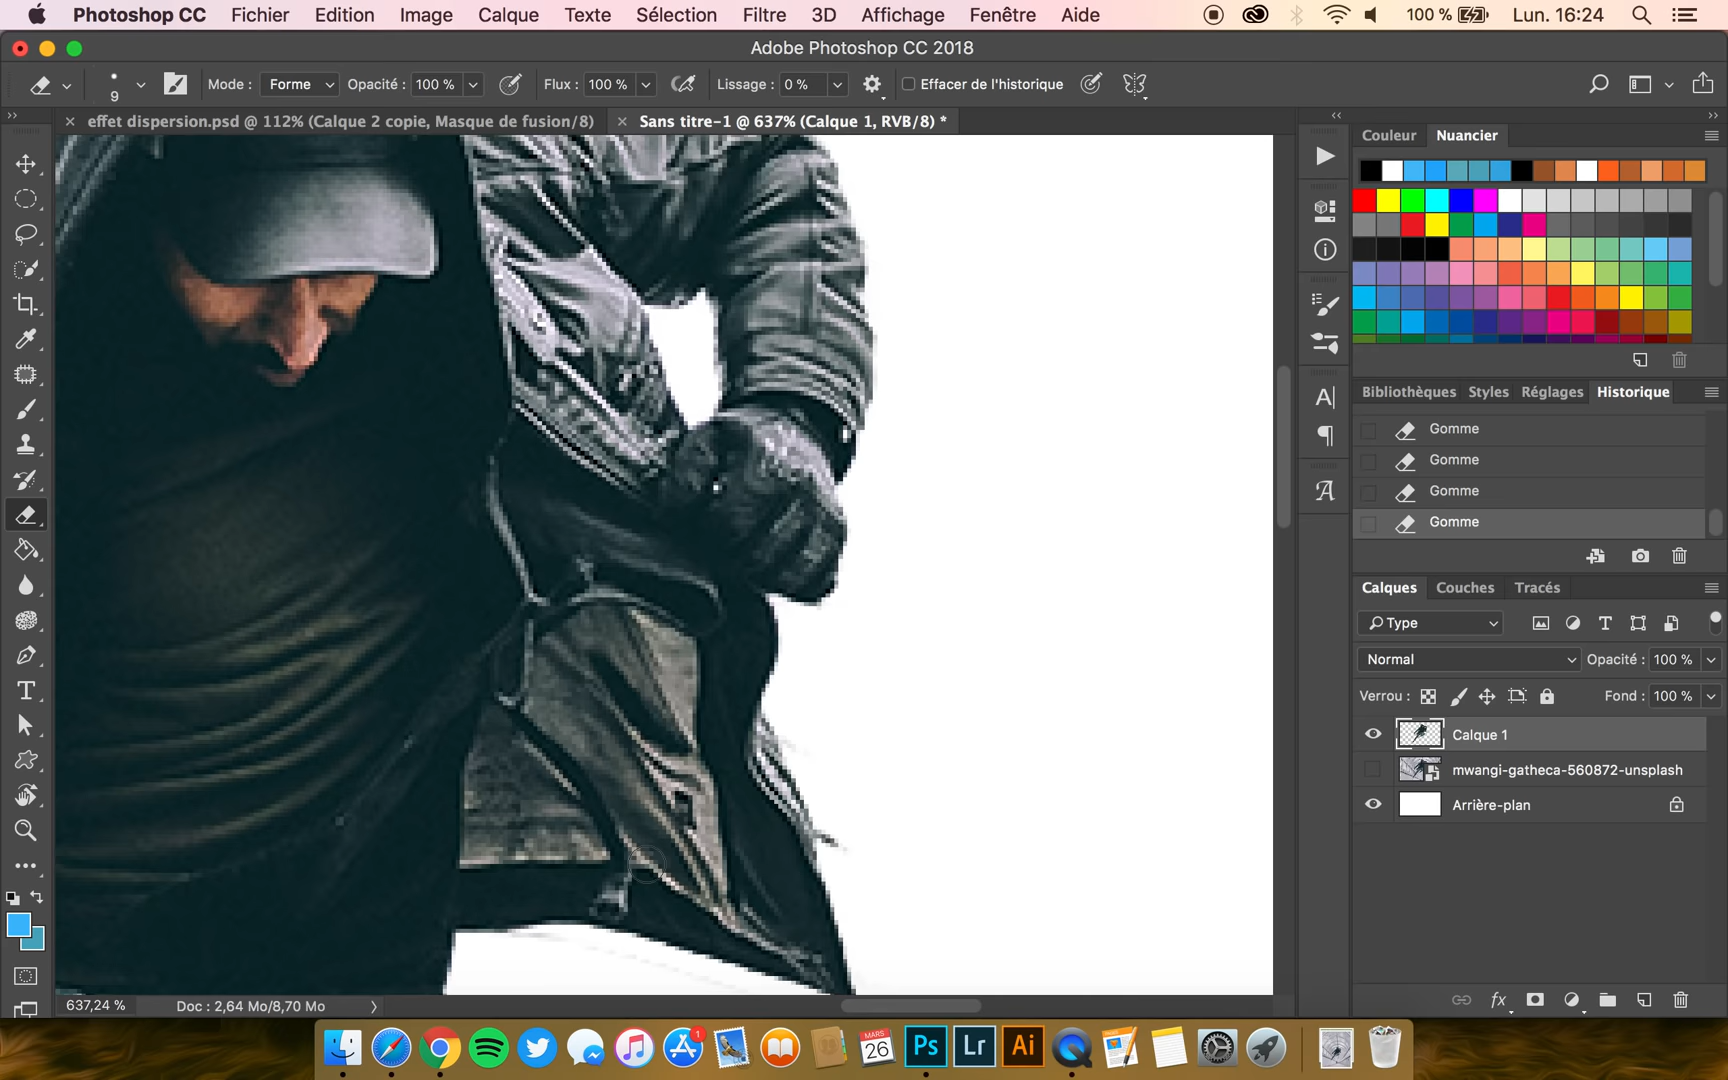 Photoshop CC Fichier Edition Image Calque Texte Sélection Filtre 3D Affichage Fenêtre Aide 100 % Lun. 16:24
Adobe Photoshop CC 2018
9 Mode : Forme Opacité : 100 % Flux : 100 % Lissage : 0 % Effacer de l'historique
effet dispersion.psd @ 112% (Calque 2 copie, Masque de fusion/8) Sans titre-1 @ 637% (Calque 1, RVB/8) *
Couleur Nuancier
Bibliothèques Styles Réglages Historique
Gomme
Gomme
Gomme
Gomme
Calques Couches Tracés
Type
Normal Opacité : 100 %
Verrou : Fond : 100 %
Calque 1
mwangi-gatheca-560872-unsplash
Arrière-plan
637,24 % Doc : 2,64 Mo/8,70 Mo
1 MARS 26 Ps Lr Ai